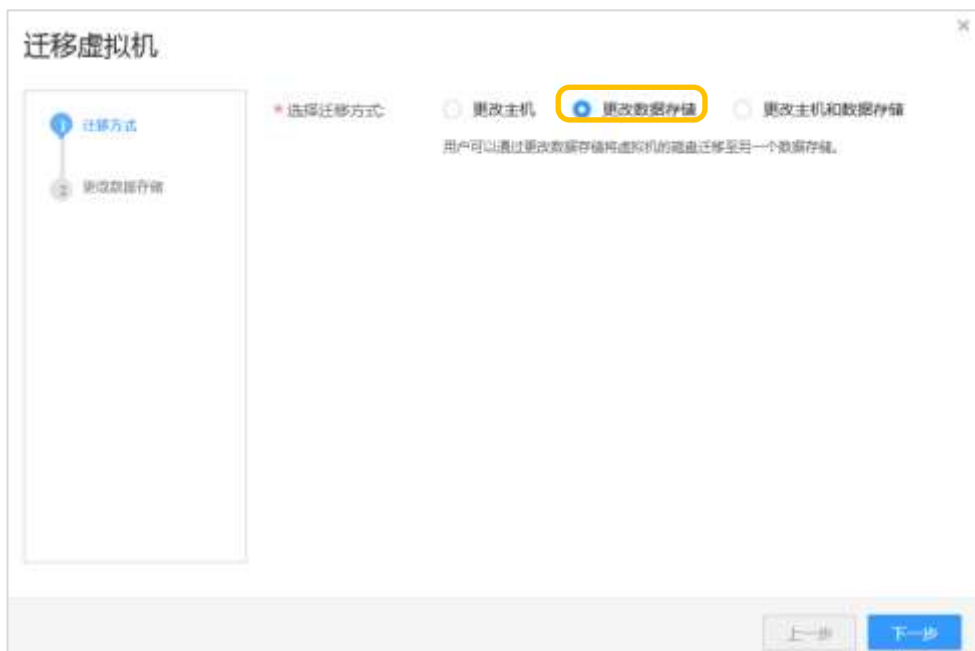 迁移虚拟机
×
1 迁移方式
* 选择迁移方式: 更改主机 更改数据存储 更改主机和数据存储
用户可以通过更改数据存储将虚拟机的磁盘迁移至另一个数据存储。
2 更改数据存储
上一步 下一步